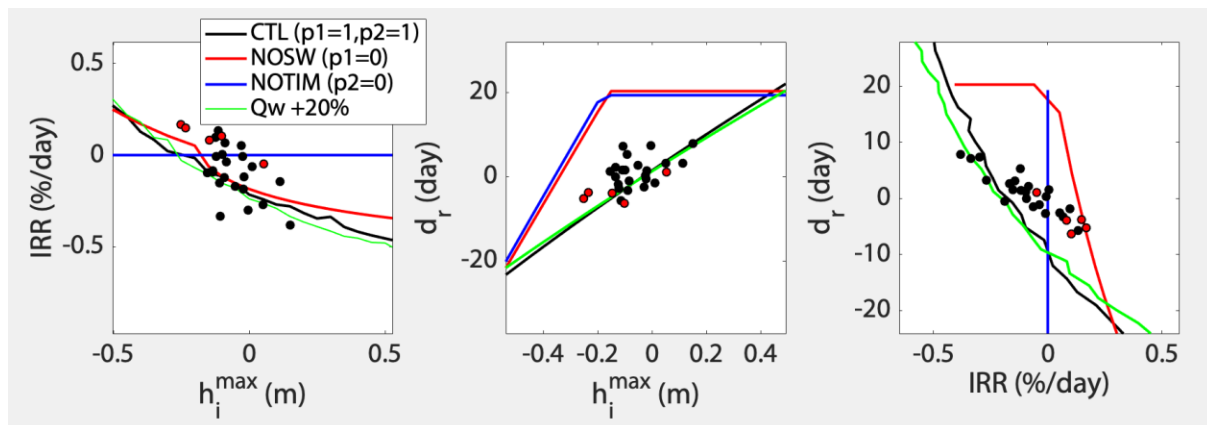 CTL (p1=1,p2=1)
NOSW (p1=0)
NOTIM (p2=0)
Qw +20%
0.5
0
-0.5
IRR (%/day)
-0.5
0
0.5
h_i^max (m)
20
0
-20
d_r (day)
-0.4
-0.2
0
0.2
0.4
h_i^max (m)
20
10
0
-10
-20
d_r (day)
-0.5
0
0.5
IRR (%/day)